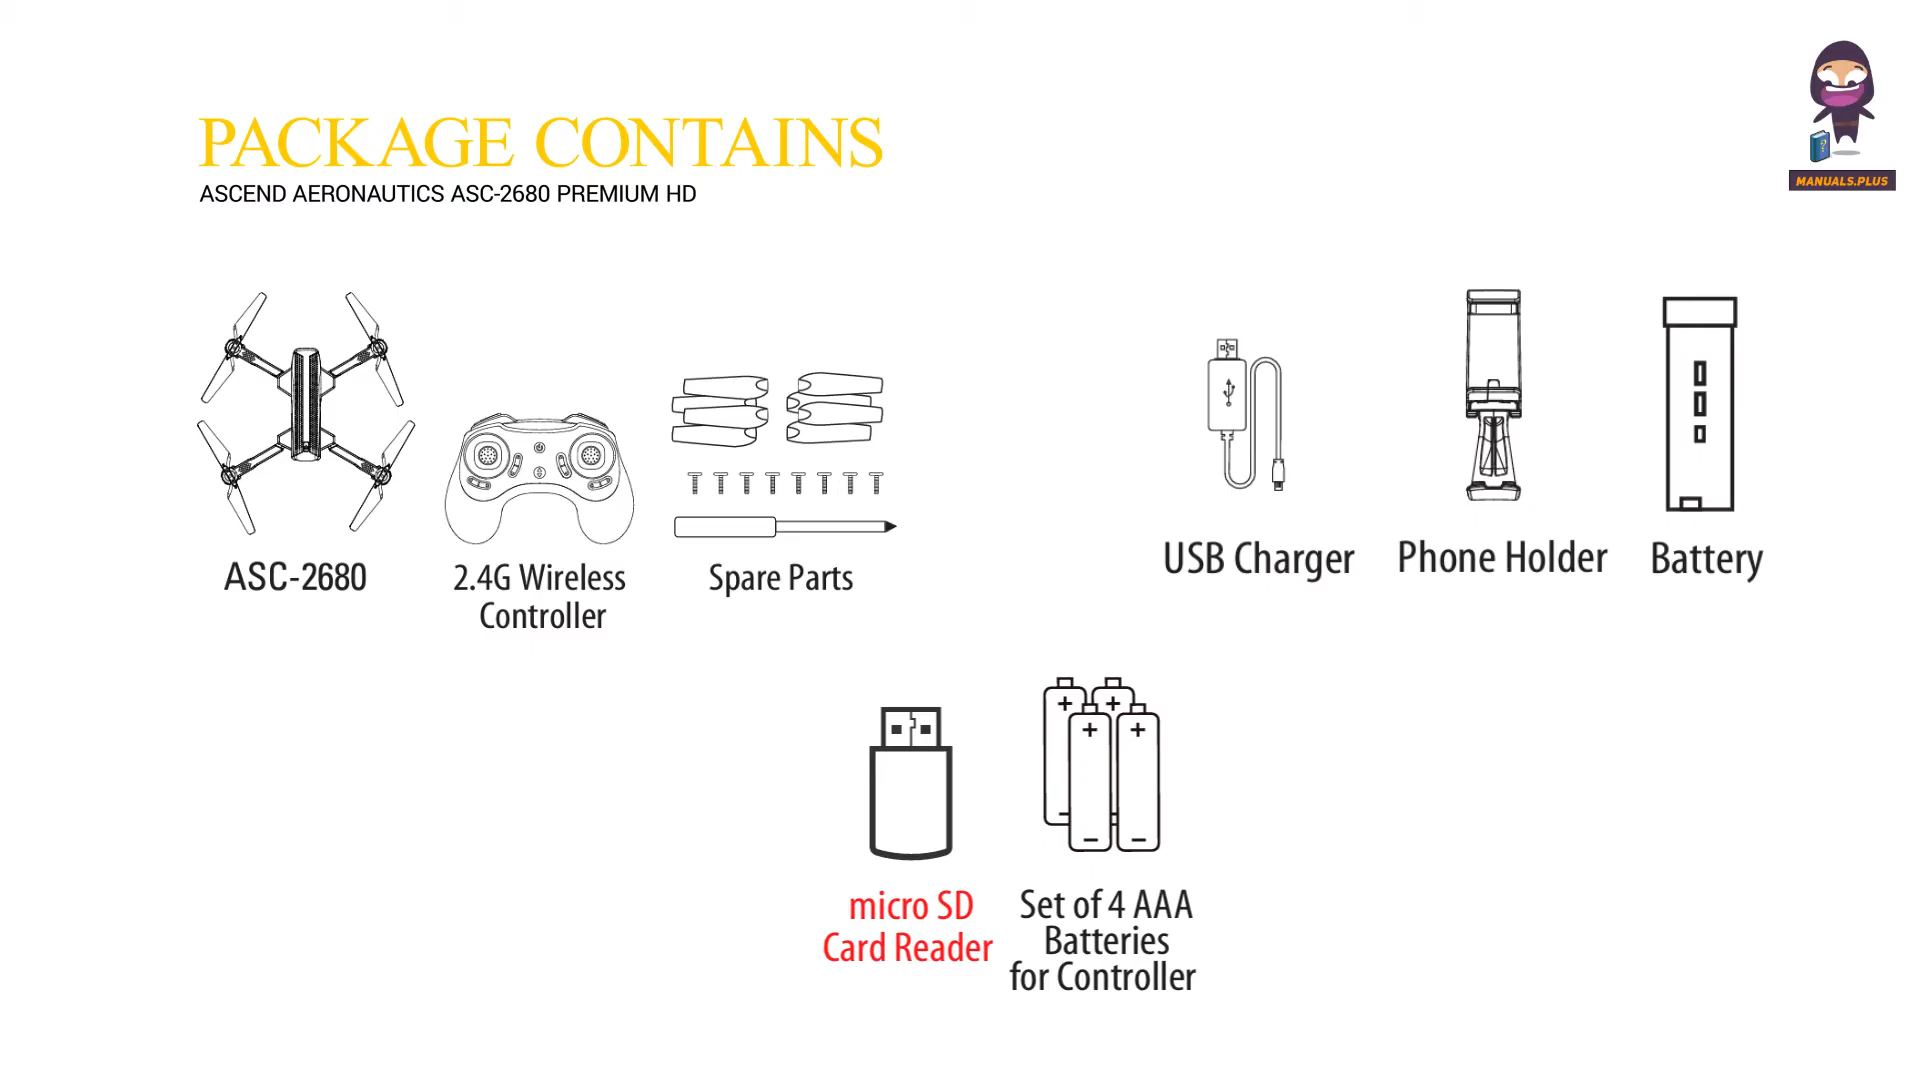 PACKAGE CONTAINS
ASCEND AERONAUTICS ASC-2680 PREMIUM HD
MANUALS.PLUS
ASC-2680
2.4G Wireless
Controller
Spare Parts
USB Charger
Phone Holder
Battery
micro SD
Card Reader
Set of 4 AAA
Batteries
for Controller